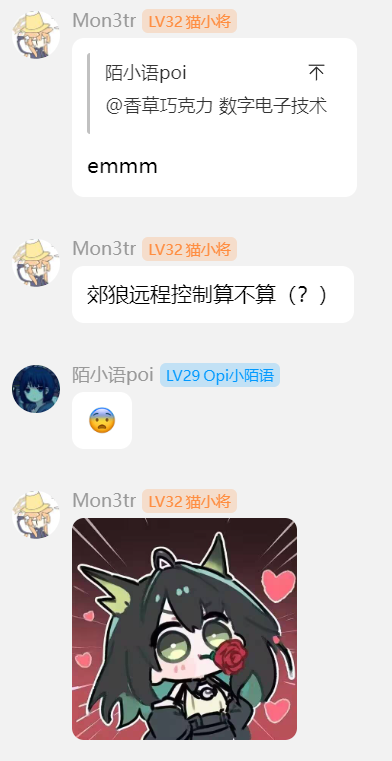 Mon3tr LV32 猫小将
陌小语poi
@香草巧克力 数字电子技术
emmm
Mon3tr LV32 猫小将
郊狼远程控制算不算（？）
陌小语poi LV29 Opi小陌语
Mon3tr LV32 猫小将